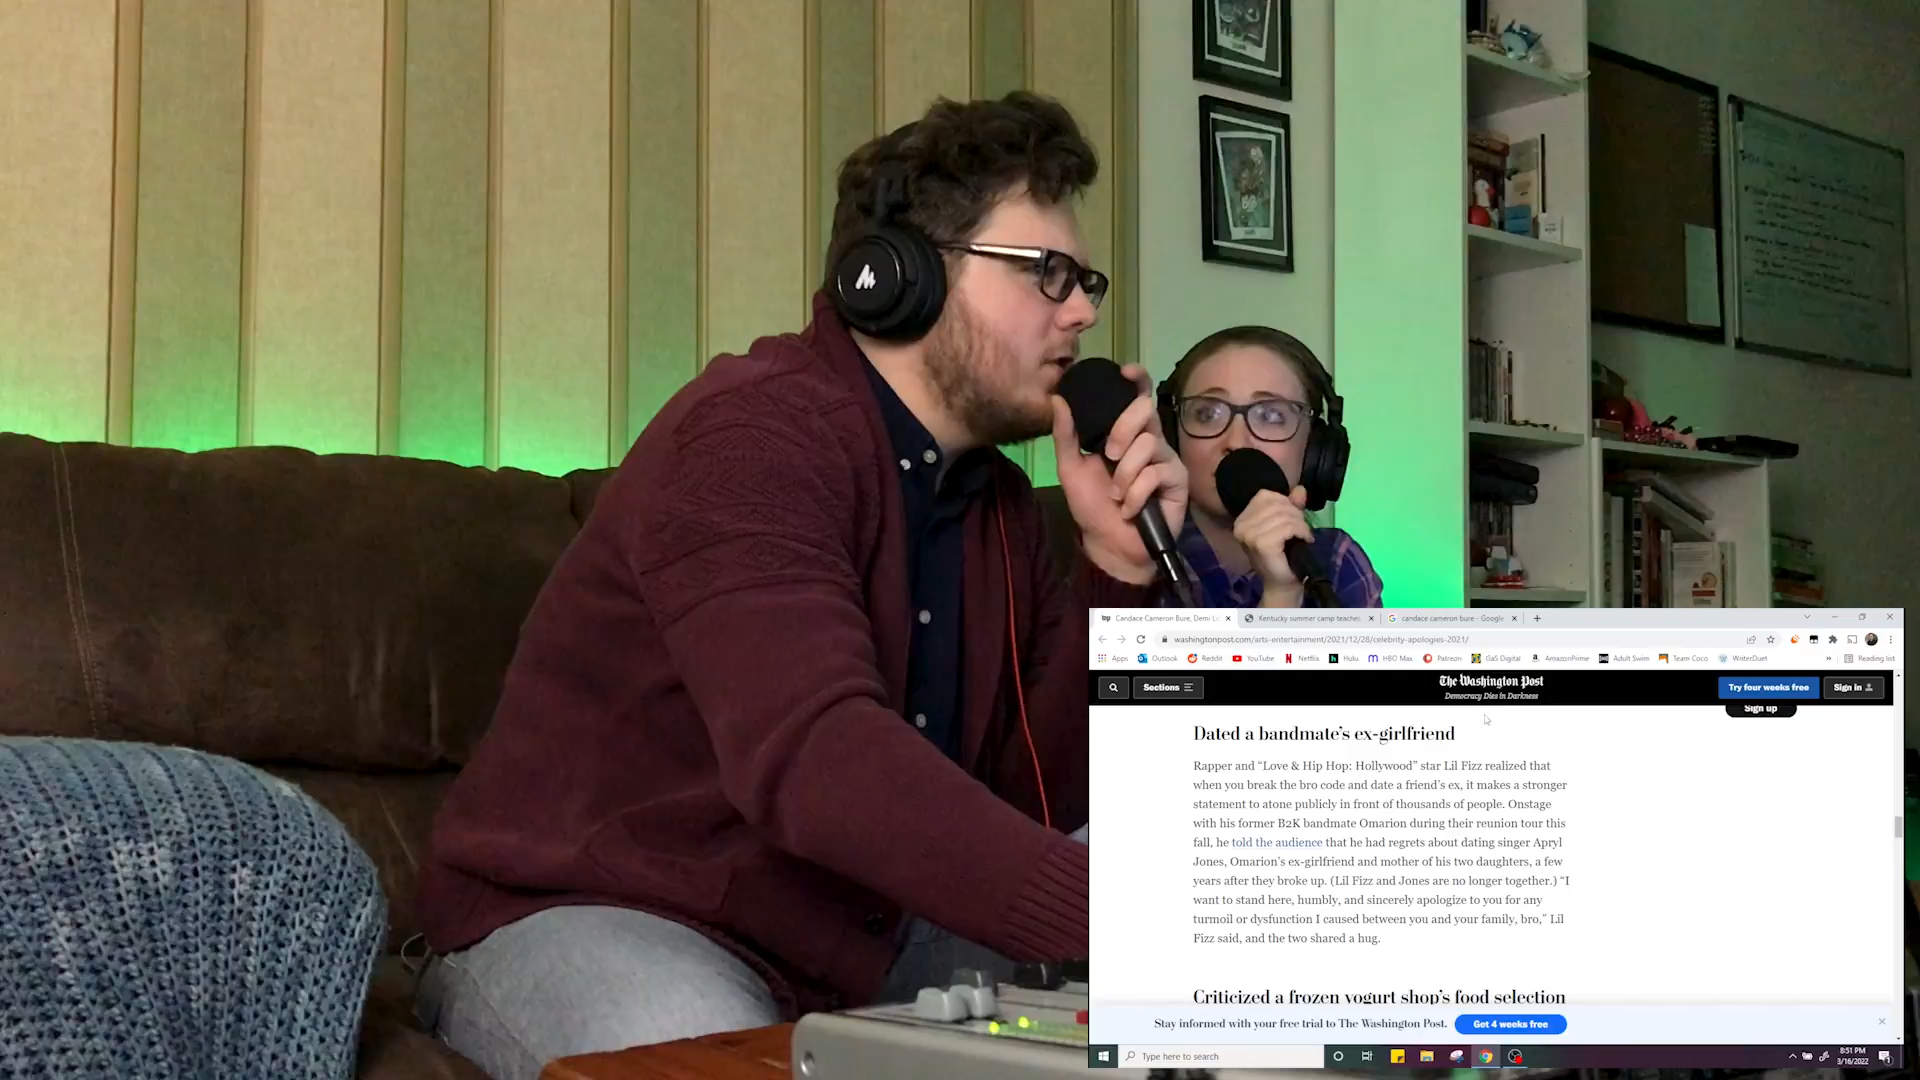 Candace Cameron Bure, Demi L
Kentucky summer camp teaches
candace cameron bure - Google
washingtonpost.com/arts-entertainment/2021/12/28/celebrity-apologies-2021/
Apps Outlook Reddit YouTube Netflix Hulu HBO Max Patreon GaS Digital AmazonPrime Adult Swim Team Coco WriterDuet » Reading list
Sections
The Washington Post
Democracy Dies in Darkness
Try four weeks free
Sign in
Sign up
Dated a bandmate's ex-girlfriend
Rapper and “Love & Hip Hop: Hollywood” star Lil Fizz realized that
when you break the bro code and date a friend's ex, it makes a stronger
statement to atone publicly in front of thousands of people. Onstage
with his former B2K bandmate Omarion during their reunion tour this
fall, he told the audience that he had regrets about dating singer Apryl
Jones, Omarion's ex-girlfriend and mother of his two daughters, a few
years after they broke up. (Lil Fizz and Jones are no longer together.) “I
want to stand here, humbly, and sincerely apologize to you for any
turmoil or dysfunction I caused between you and your family, bro,” Lil
Fizz said, and the two shared a hug.
Criticized a frozen yogurt shop's food selection
Stay informed with your free trial to The Washington Post.
Get 4 weeks free
Type here to search
8:51 PM
3/16/2022